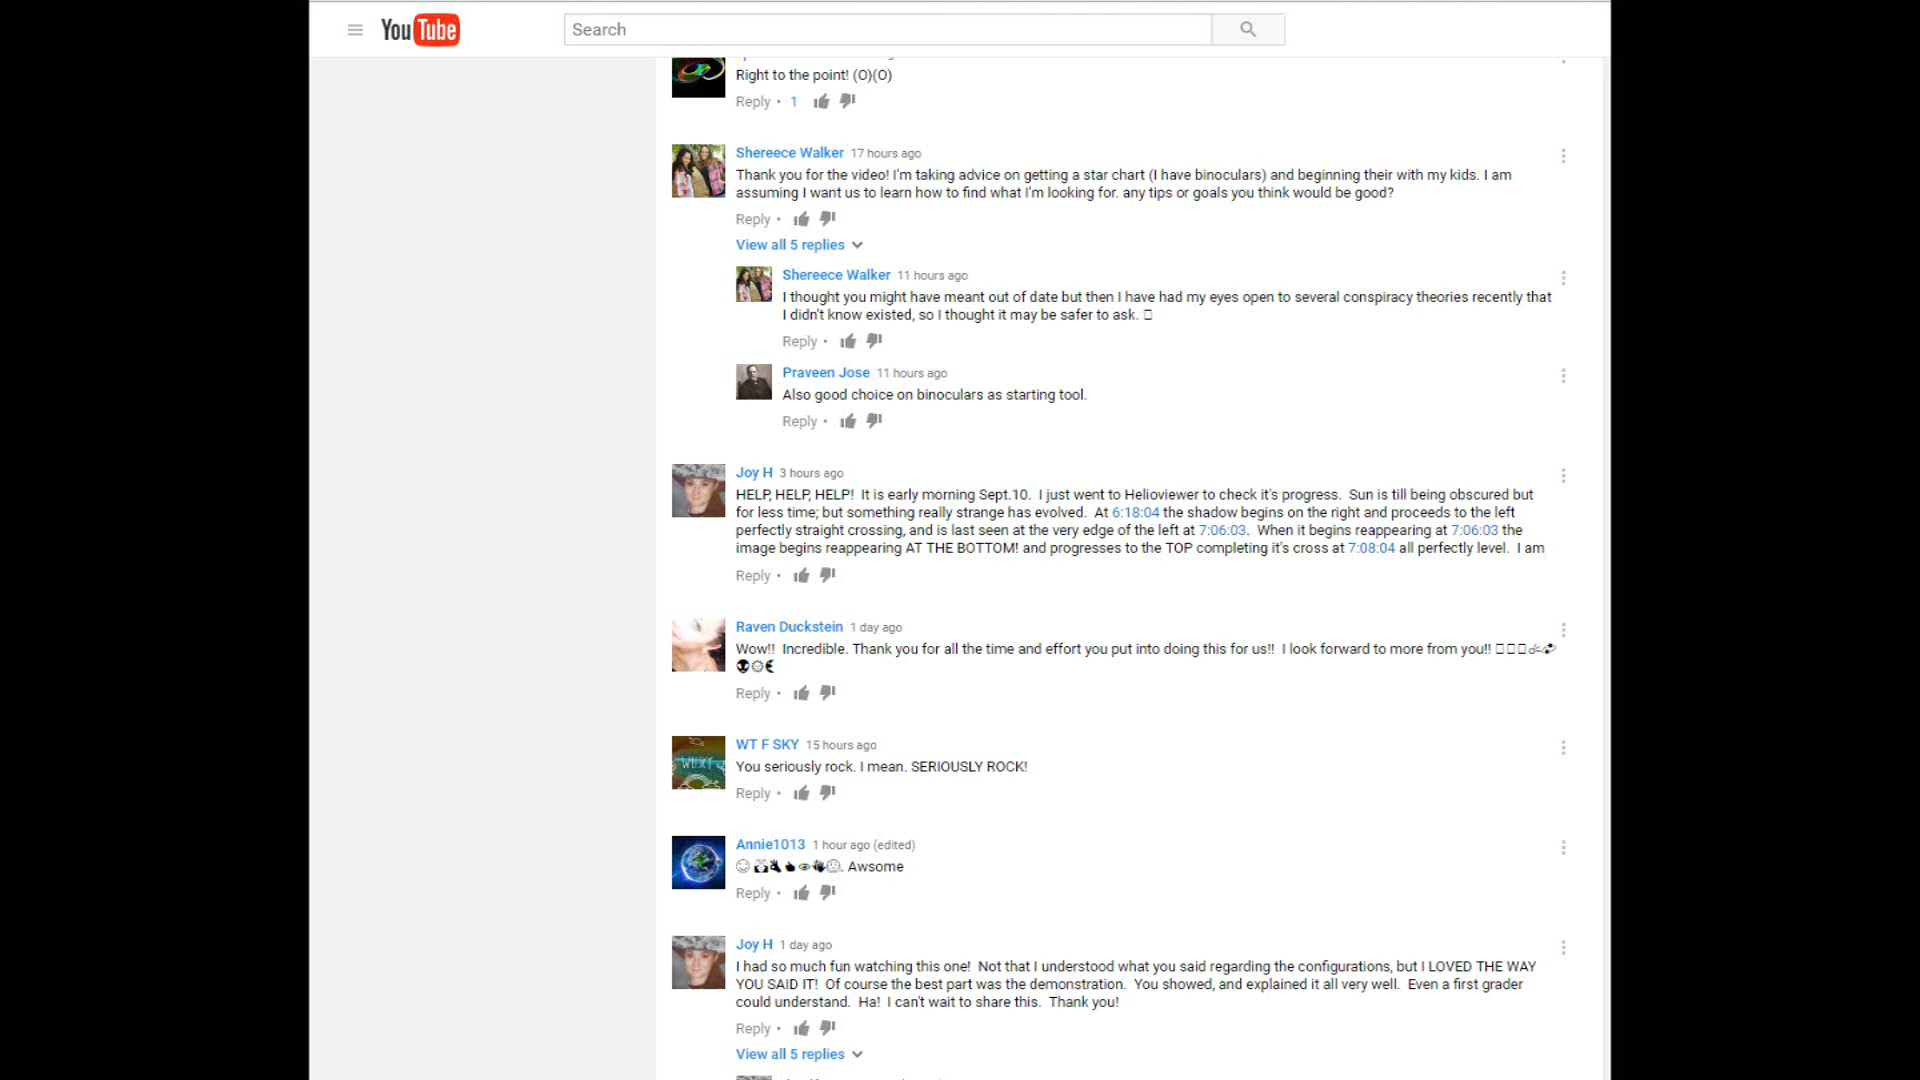 YouTube
Search
Right to the point! (O)(O)
Reply • 1
Shereece Walker 17 hours ago
Thank you for the video! I'm taking advice on getting a star chart (I have binoculars) and beginning their with my kids. I am
assuming I want us to learn how to find what I'm looking for. any tips or goals you think would be good?
Reply •
View all 5 replies
Shereece Walker 11 hours ago
I thought you might have meant out of date but then I have had my eyes open to several conspiracy theories recently that
I didn't know existed, so I thought it may be safer to ask.
Reply •
Praveen Jose 11 hours ago
Also good choice on binoculars as starting tool.
Reply •
Joy H 3 hours ago
HELP, HELP, HELP! It is early morning Sept.10. I just went to Helioviewer to check it's progress. Sun is till being obscured but
for less time; but something really strange has evolved. At 6:18:04 the shadow begins on the right and proceeds to the left
perfectly straight crossing, and is last seen at the very edge of the left at 7:06:03. When it begins reappearing at 7:06:03 the
image begins reappearing AT THE BOTTOM! and progresses to the TOP completing it's cross at 7:08:04 all perfectly level. I am
Reply •
Raven Duckstein 1 day ago
Wow!! Incredible. Thank you for all the time and effort you put into doing this for us!! I look forward to more from you!!
Reply •
WT F SKY 15 hours ago
You seriously rock. I mean. SERIOUSLY ROCK!
Reply •
Annie1013 1 hour ago (edited)
. Awsome
Reply •
Joy H 1 day ago
I had so much fun watching this one! Not that I understood what you said regarding the configurations, but I LOVED THE WAY
YOU SAID IT! Of course the best part was the demonstration. You showed, and explained it all very well. Even a first grader
could understand. Ha! I can't wait to share this. Thank you!
Reply •
View all 5 replies